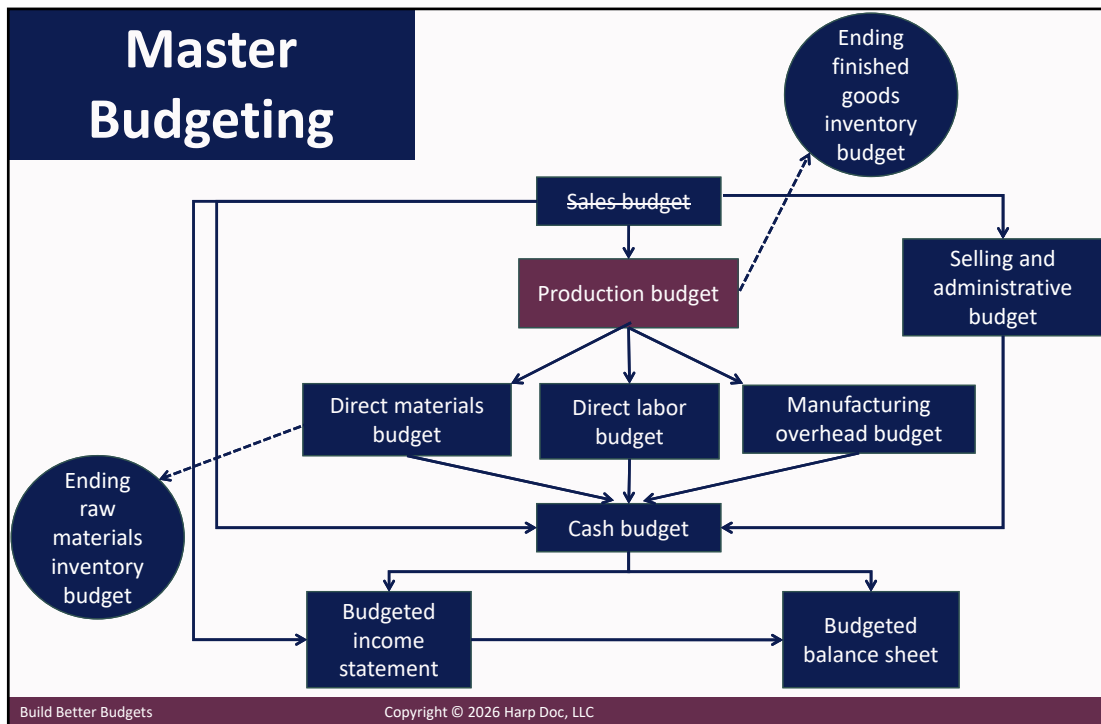 Master
Budgeting
Ending
finished
goods
inventory
budget
Sales budget
Selling and
administrative
budget
Production budget
Direct materials
budget
Direct labor
budget
Manufacturing
overhead budget
Ending
raw
materials
inventory
budget
Cash budget
Budgeted
income
statement
Budgeted
balance sheet
Build Better Budgets
Copyright © 2026 Harp Doc, LLC